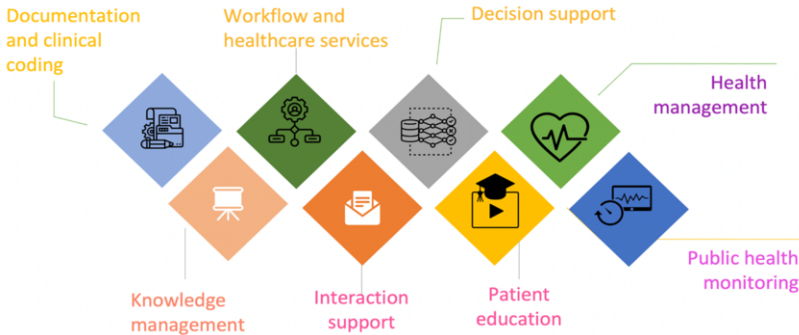 Documentation
and clinical
coding
Workflow and
healthcare services
Decision support
Health
management
Knowledge
management
Interaction
support
Patient
education
Public health
monitoring